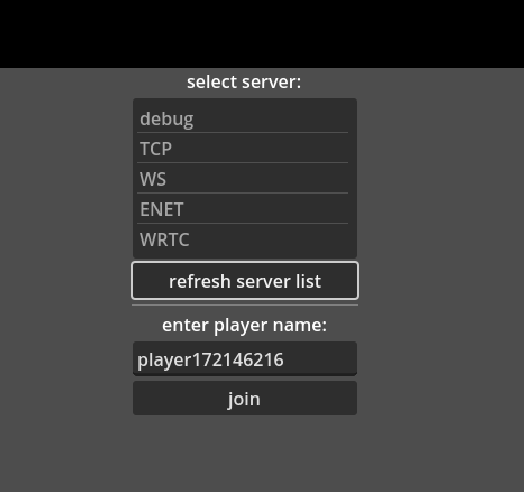 select server:
debug
TCP
WS
ENET
WRTC
refresh server list
enter player name:
player172146216
join